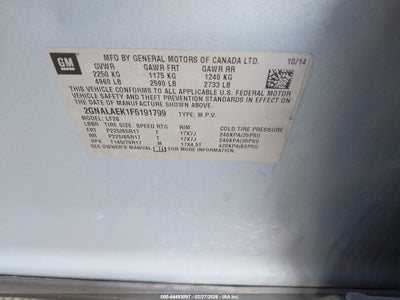 GM
MFD BY GENERAL MOTORS OF CANADA LTD.
10/14
GVWR GAWR FRT GAWR RR
2250 KG 1175 KG 1240 KG
4960 LB 2590 LB 2733 LB
THIS VEHICLE CONFORMS TO ALL APPLICABLE U.S. FEDERAL MOTOR
VEHICLE SAFETY AND THEFT PREVENTION STANDARDS IN EFFECT ON
THE DATE OF MANUFACTURE SHOWN ABOVE.
2GNALAEK1F6191799 TYPE: M.P.V.
MODEL: LF26
TIRE SIZE SPEED RTG RIM COLD TIRE PRESSURE
FRT P225/65R17 T 17X7J 240KPA(35PSI)
RR P225/65R17 T 17X7J 240KPA(35PSI)
SPA T145/70R17 M 17X4.5T 420KPA(60PSI)
SEE OWNER'S MANUAL FOR MORE INFORMATION.
000-44493097 - 02/27/2026 - IAAI.COM